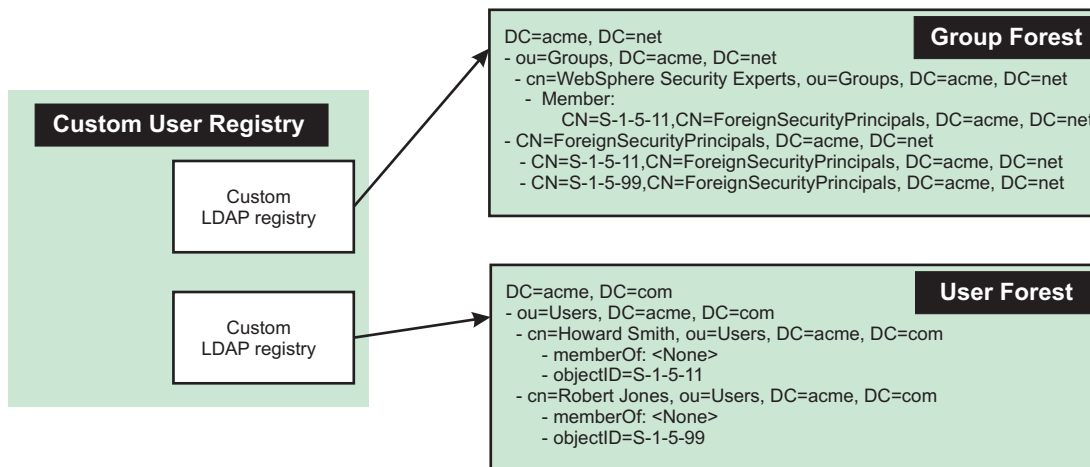 Custom User Registry
Custom
LDAP registry
Custom
LDAP registry
Group Forest
DC=acme, DC=net
- ou=Groups, DC=acme, DC=net
- cn=WebSphere Security Experts, ou=Groups, DC=acme, DC=net
- Member:
CN=S-1-5-11,CN=ForeignSecurityPrincipals, DC=acme, DC=net
- CN=ForeignSecurityPrincipals, DC=acme, DC=net
- CN=S-1-5-11,CN=ForeignSecurityPrincipals, DC=acme, DC=net
- CN=S-1-5-99,CN=ForeignSecurityPrincipals, DC=acme, DC=net
User Forest
DC=acme, DC=com
- ou=Users, DC=acme, DC=com
- cn=Howard Smith, ou=Users, DC=acme, DC=com
- memberOf: <None>
- objectID=S-1-5-11
- cn=Robert Jones, ou=Users, DC=acme, DC=com
- memberOf: <None>
- objectID=S-1-5-99